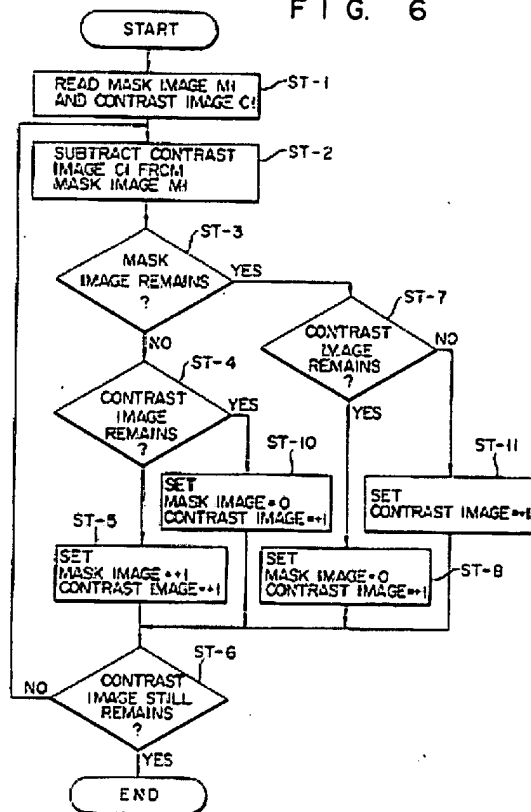 FIG. 6
START
READ MASK IMAGE Mi
AND CONTRAST IMAGE Ci
ST-1
SUBTRACT CONTRAST
IMAGE Ci FROM
MASK IMAGE Mi
ST-2
ST-3
MASK
IMAGE REMAINS
?
YES
NO
ST-7
CONTRAST
IMAGE
REMAINS
?
NO
YES
ST-4
CONTRAST
IMAGE
REMAINS
?
YES
ST-10
SET
MASK IMAGE=0
CONTRAST IMAGE=+1
ST-11
SET
CONTRAST IMAGE=+1
ST-5
SET
MASK IMAGE=+1
CONTRAST IMAGE=+1
SET
MASK IMAGE=0
CONTRAST IMAGE=+1
ST-8
ST-6
CONTRAST
IMAGE STILL
REMAINS
?
NO
YES
END